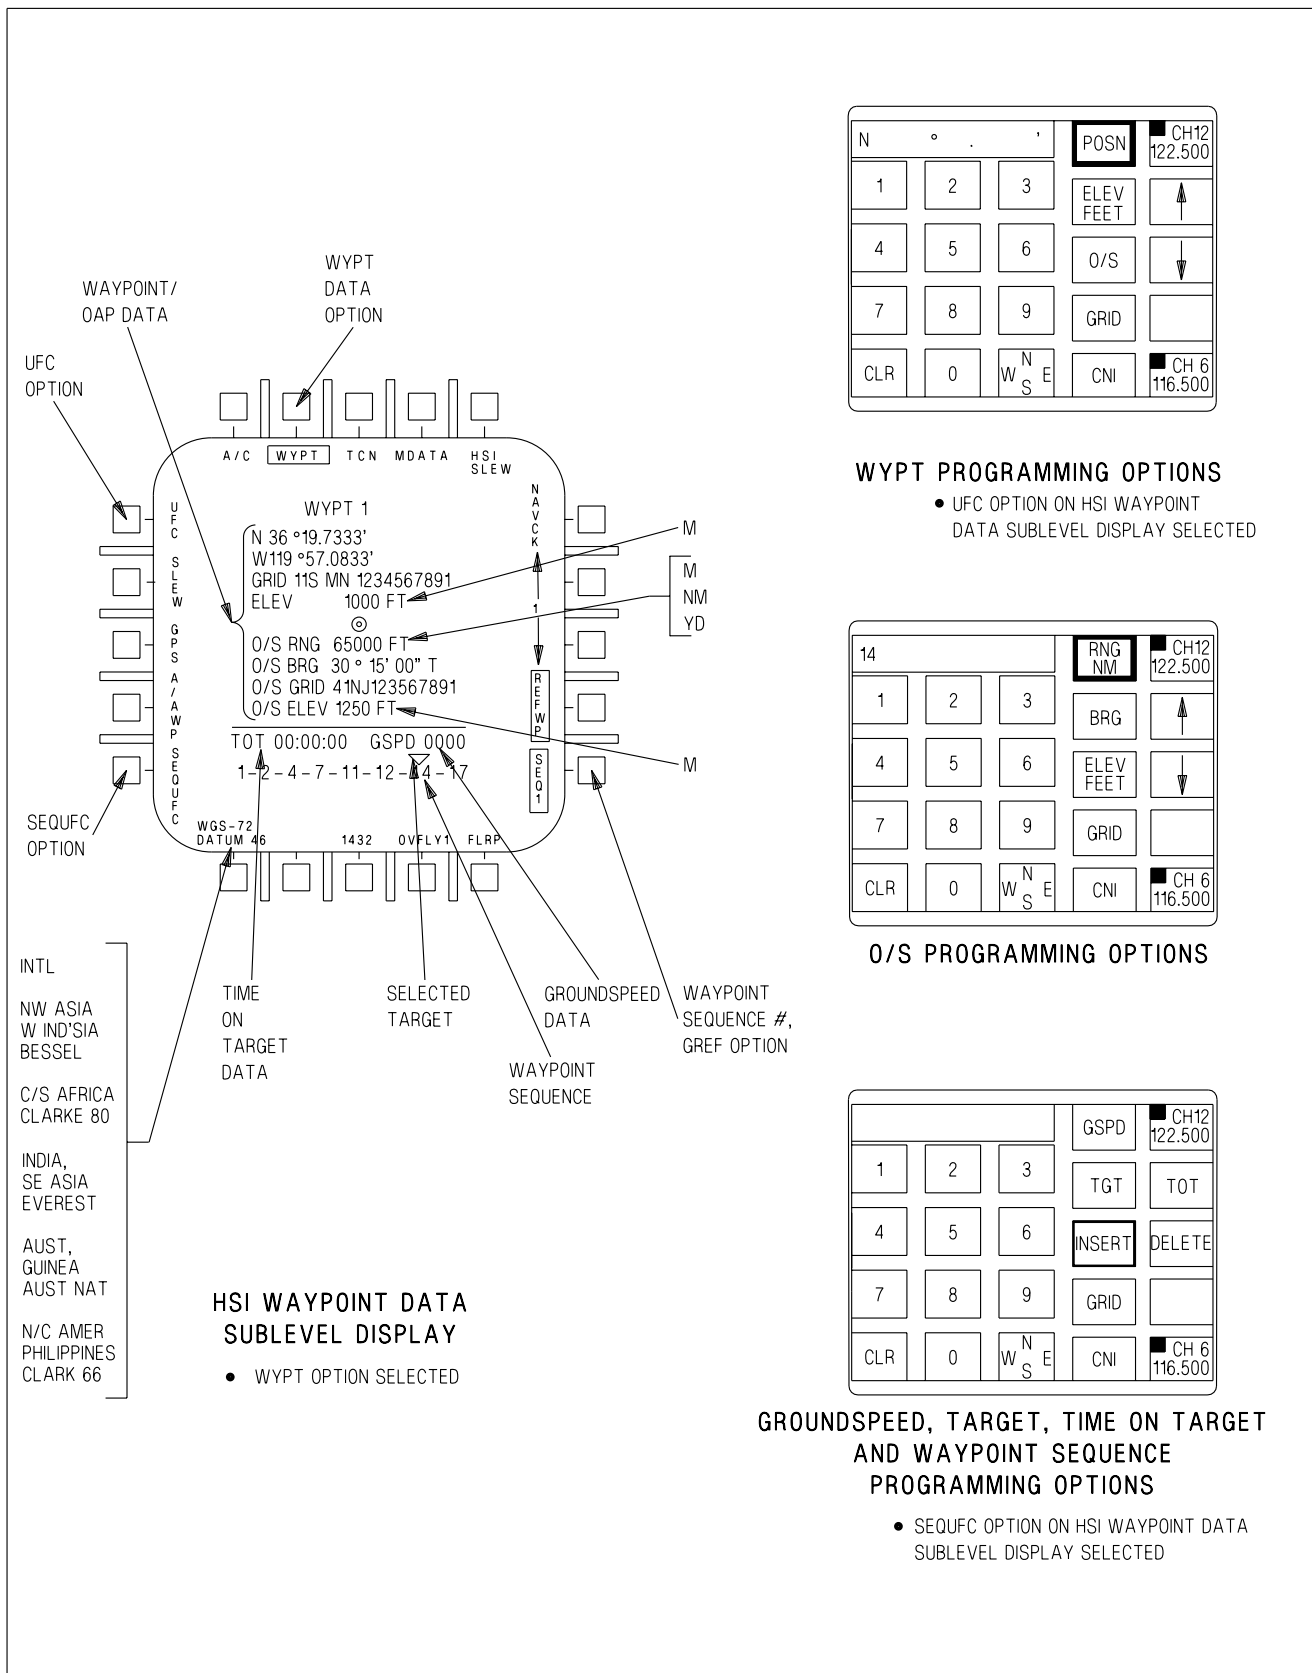 WYPT
DATA
OPTION
WAYPOINT/
OAP DATA
UFC
OPTION
A/C
WYPT
TCN
MDATA
HSI
SLEW
UFC
SLEW
GPS
A/AWP
SEQUFC
NAVCK
1
REFWP
SEQ1
WYPT 1
N 36 °19.7333'
W119 °57.0833'
GRID 11S MN 1234567891
ELEV 1000 FT
O/S RNG 65000 FT
O/S BRG 30 ° 15' 00" T
O/S GRID 41NJ123567891
O/S ELEV 1250 FT
TOT 00:00:00 GSPD 0000
1-2-4-7-11-12-14-17
WGS-72
DATUM 46
1432
OVFLY1
FLRP
M
M
NM
YD
M
SEQUFC
OPTION
INTL
NW ASIA
W IND'SIA
BESSEL
C/S AFRICA
CLARKE 80
INDIA,
SE ASIA
EVEREST
AUST,
GUINEA
AUST NAT
N/C AMER
PHILIPPINES
CLARK 66
TIME
ON
TARGET
DATA
SELECTED
TARGET
WAYPOINT
SEQUENCE
GROUNDSPEED
DATA
WAYPOINT
SEQUENCE #,
GREF OPTION
HSI WAYPOINT DATA
SUBLEVEL DISPLAY
• WYPT OPTION SELECTED
N ° . '
POSN
CH12
122.500
1 2 3
ELEV
FEET
4 5 6
O/S
7 8 9
GRID
CLR
0
N
W E
S
CNI
CH 6
116.500
WYPT PROGRAMMING OPTIONS
• UFC OPTION ON HSI WAYPOINT
DATA SUBLEVEL DISPLAY SELECTED
14
RNG
NM
CH12
122.500
1 2 3
BRG
4 5 6
ELEV
FEET
7 8 9
GRID
CLR
0
N
W E
S
CNI
CH 6
116.500
O/S PROGRAMMING OPTIONS
GSPD
CH12
122.500
1 2 3
TGT
TOT
4 5 6
INSERT
DELETE
7 8 9
GRID
CLR
0
N
W E
S
CNI
CH 6
116.500
GROUNDSPEED, TARGET, TIME ON TARGET
AND WAYPOINT SEQUENCE
PROGRAMMING OPTIONS
• SEQUFC OPTION ON HSI WAYPOINT DATA
SUBLEVEL DISPLAY SELECTED